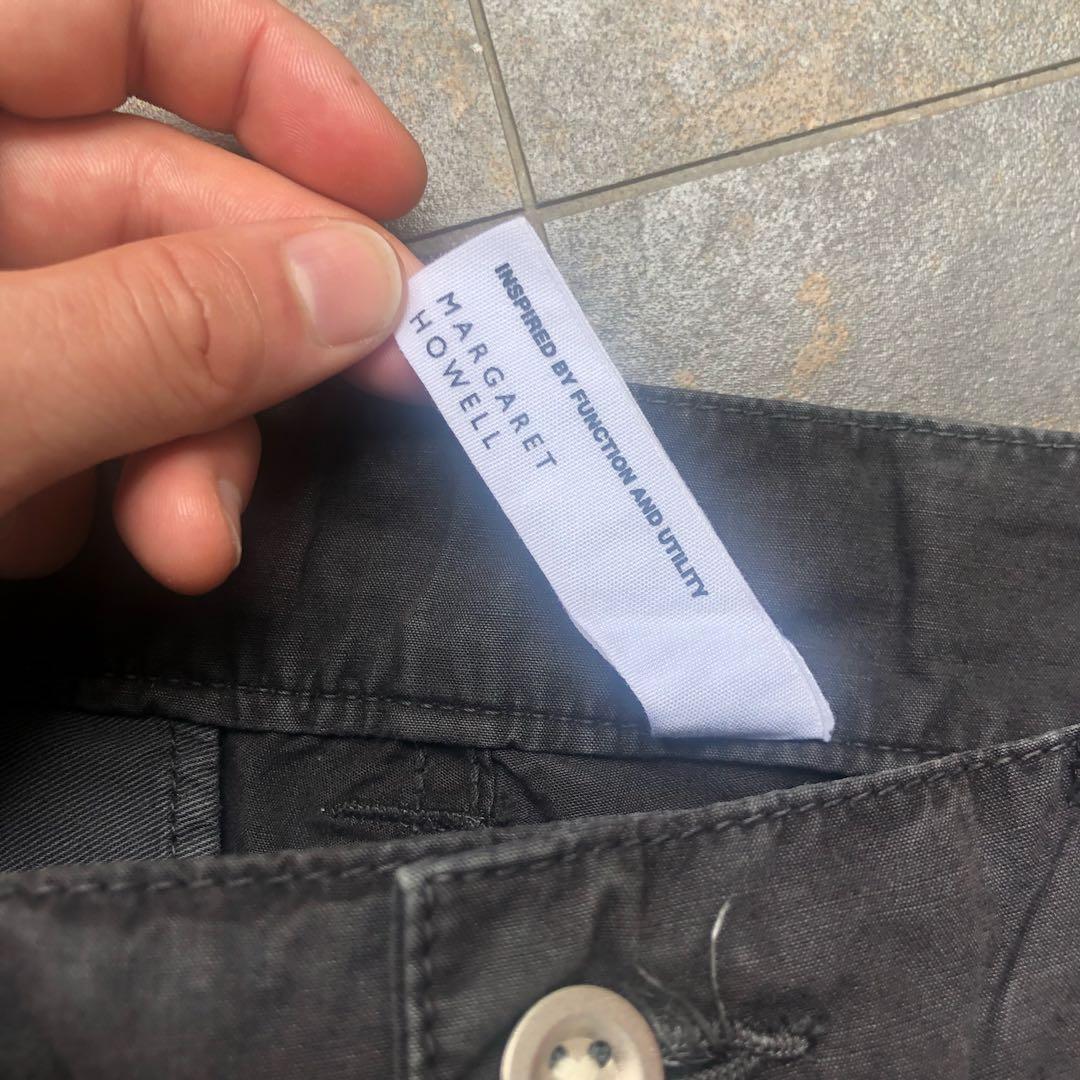 INSPIRED BY FUNCTION AND UTILITY
MARGARET
HOWELL